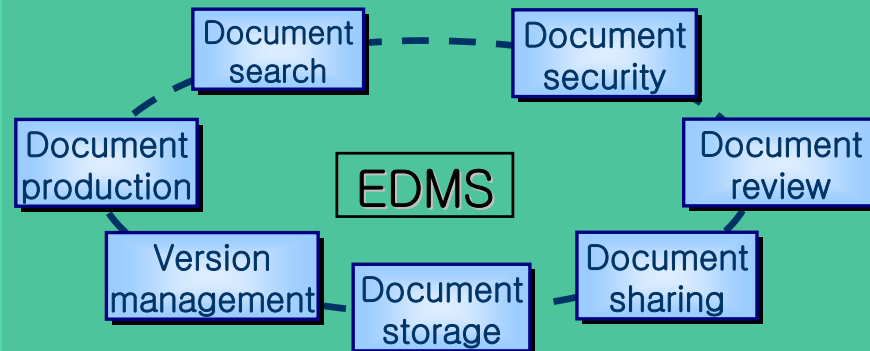 Document
search
Document
security
Document
production
EDMS
Document
review
Version
management
Document
storage
Document
sharing